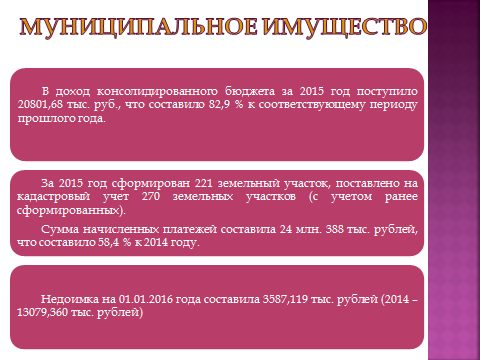 МУНИЦИПАЛЬНОЕ ИМУЩЕСТВО
В доход консолидированного бюджета за 2015 год поступило
20801,68 тыс. руб., что составило 82,9 % к соответствующему периоду
прошлого года.
За 2015 год сформирован 221 земельный участок, поставлено на
кадастровый учет 270 земельных участков (с учетом ранее
сформированных).
Сумма начисленных платежей составила 24 млн. 388 тыс. рублей,
что составило 58,4 % к 2014 году.
Недоимка на 01.01.2016 года составила 3587,119 тыс. рублей (2014 –
13079,360 тыс. рублей)